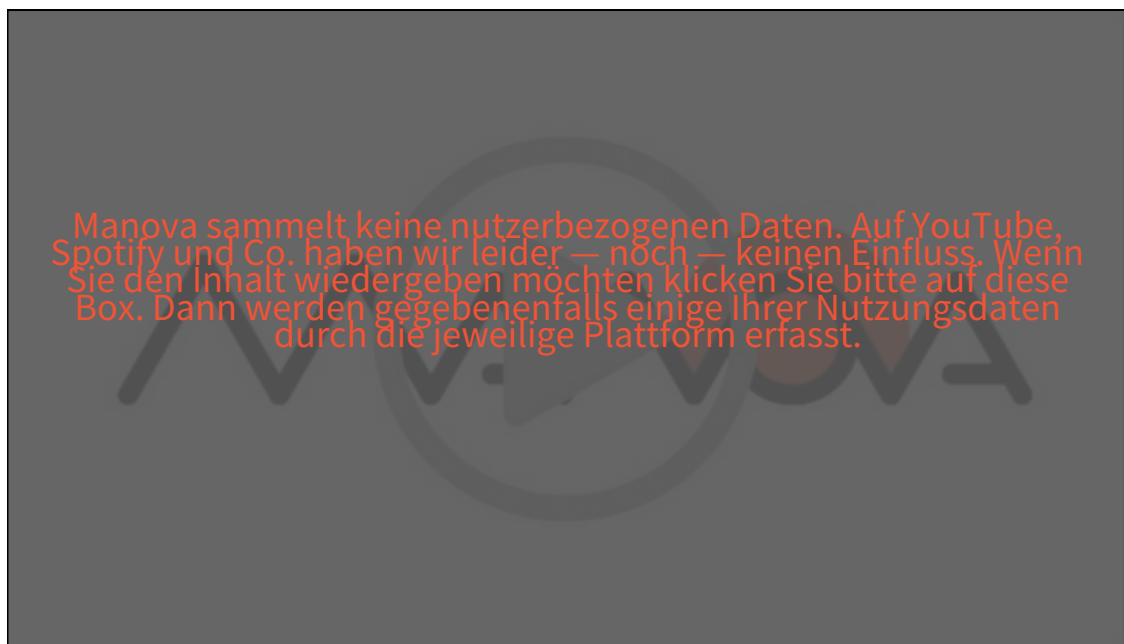 Manova sammelt keine nutzerbezogenen Daten. Auf YouTube,
Spotify und Co. haben wir leider — noch — keinen Einfluss. Wenn
Sie den Inhalt wiedergeben möchten klicken Sie bitte auf diese
Box. Dann werden gegebenenfalls einige Ihrer Nutzungsdaten
durch die jeweilige Plattform erfasst.
MANOVA